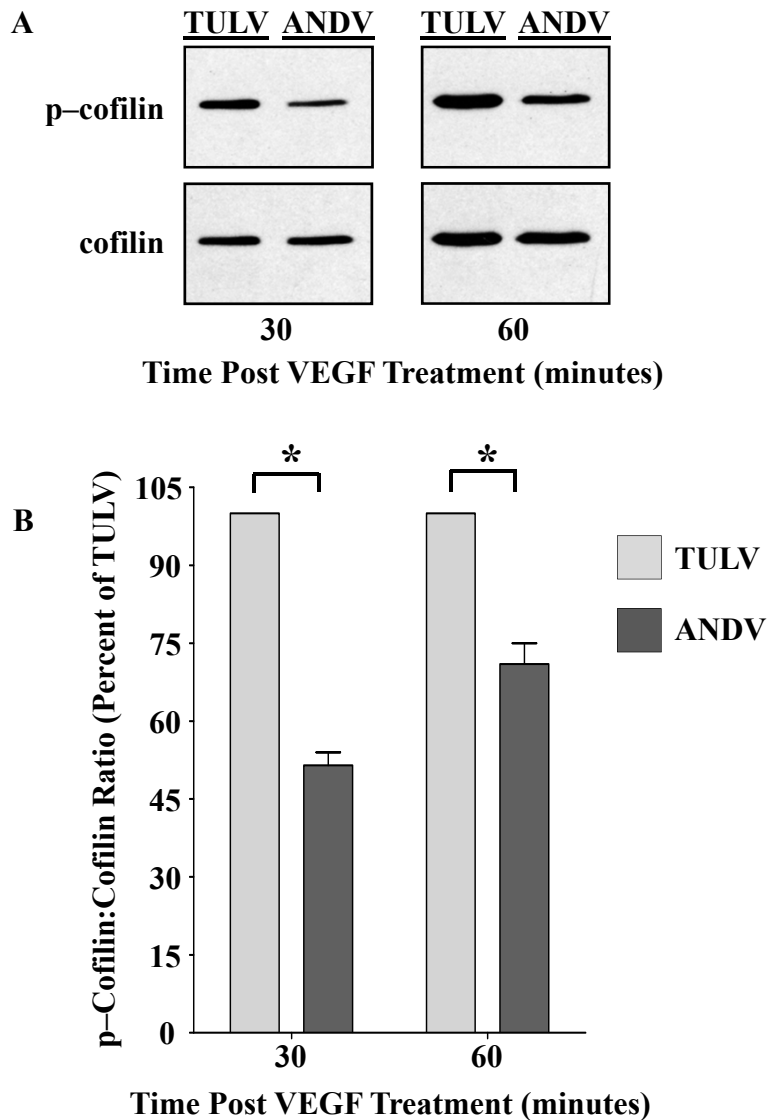 A
TULV ANDV TULV ANDV
p–cofilin
cofilin
30 60
Time Post VEGF Treatment (minutes)
B
p–Cofilin:Cofilin Ratio (Percent of TULV)
105
90
75
60
45
30
15
0
* *
TULV
ANDV
30 60
Time Post VEGF Treatment (minutes)